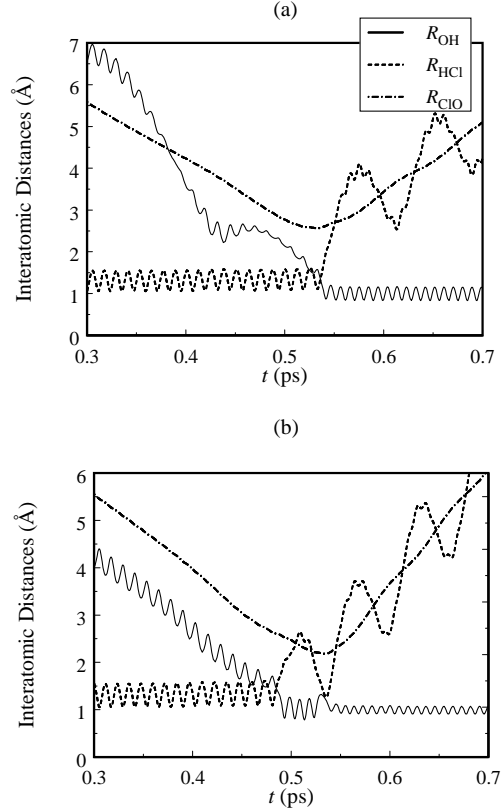 (a)
R_OH
R_HCl
R_ClO
7
6
5
4
3
2
1
0
Interatomic Distances (Å)
0.3 0.4 0.5 0.6 0.7
t (ps)
(b)
6
5
4
3
2
1
0
Interatomic Distances (Å)
0.3 0.4 0.5 0.6 0.7
t (ps)